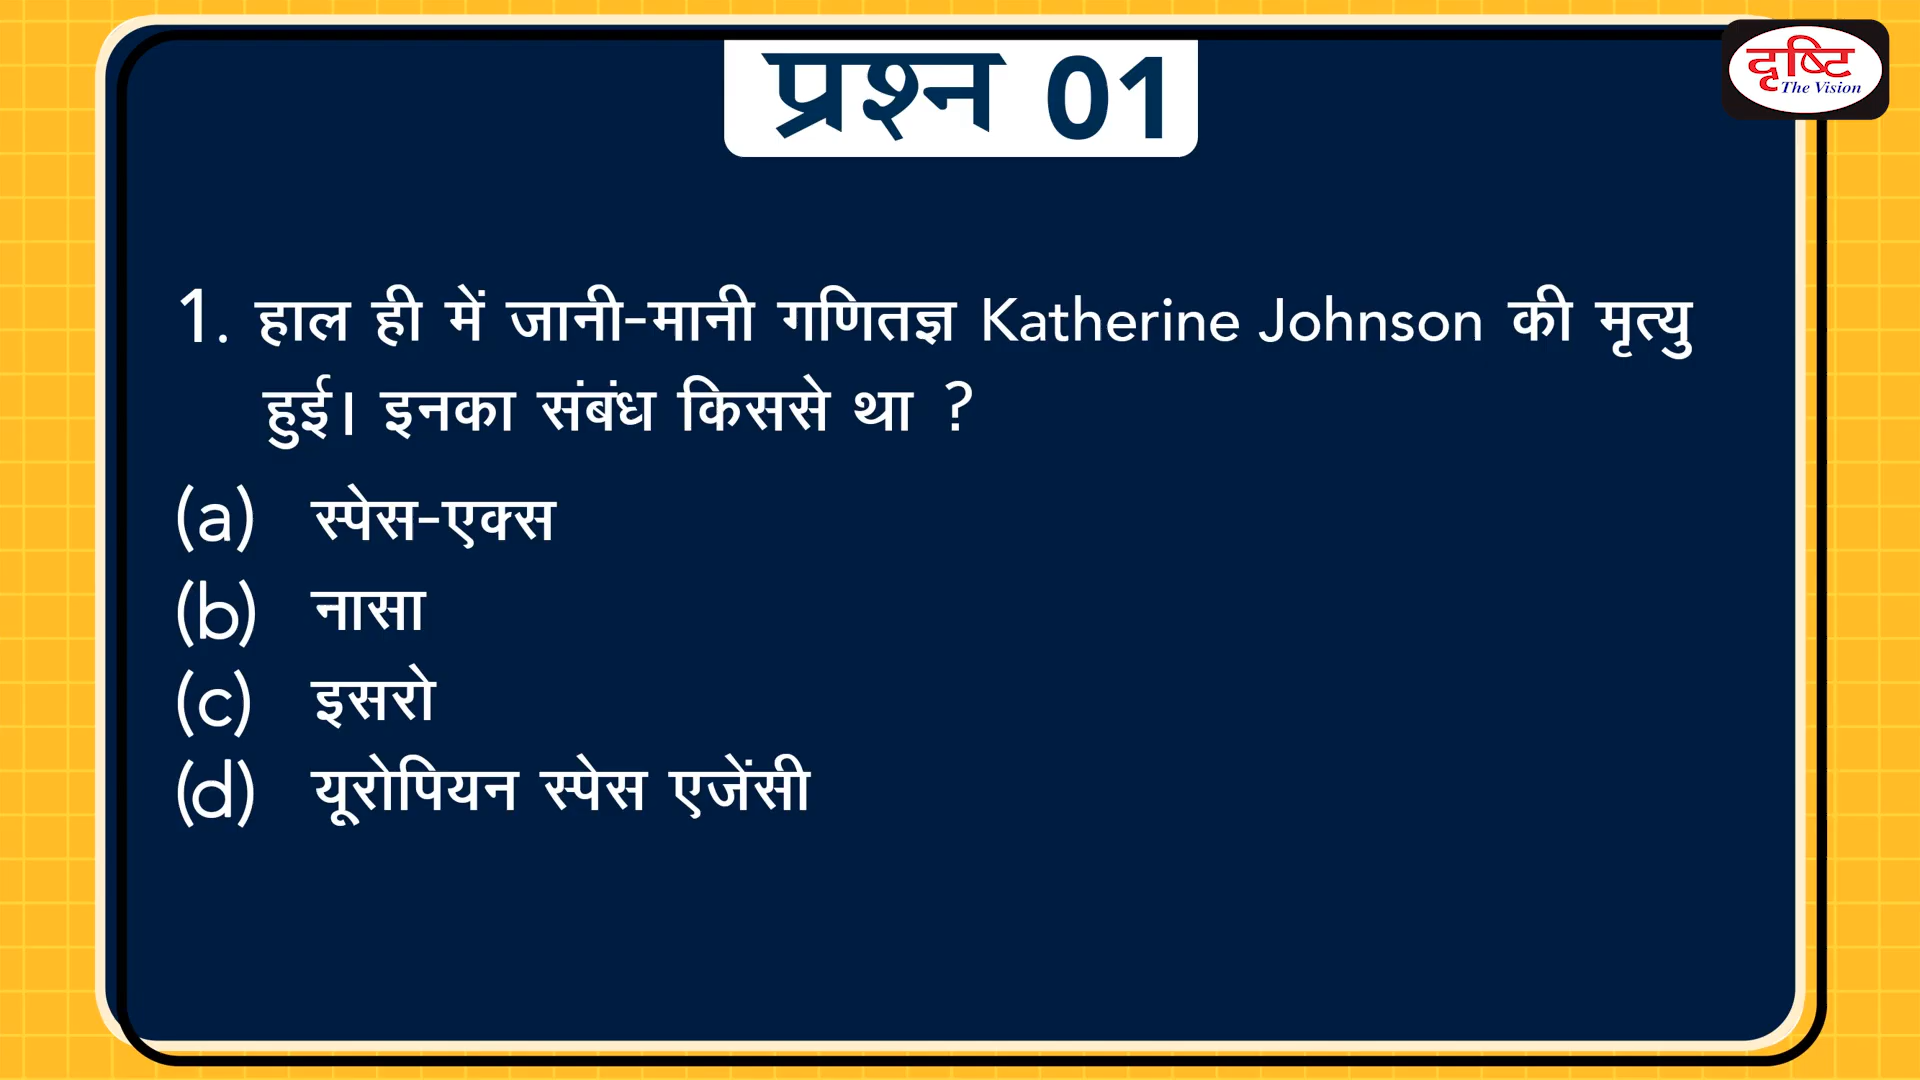 प्रश्न 01
दृष्टि
The Vision
1. हाल ही में जानी-मानी गणितज्ञ Katherine Johnson की मृत्यु
हुई। इनका संबंध किससे था ?
(a) स्पेस-एक्स
(b) नासा
(c) इसरो
(d) यूरोपियन स्पेस एजेंसी